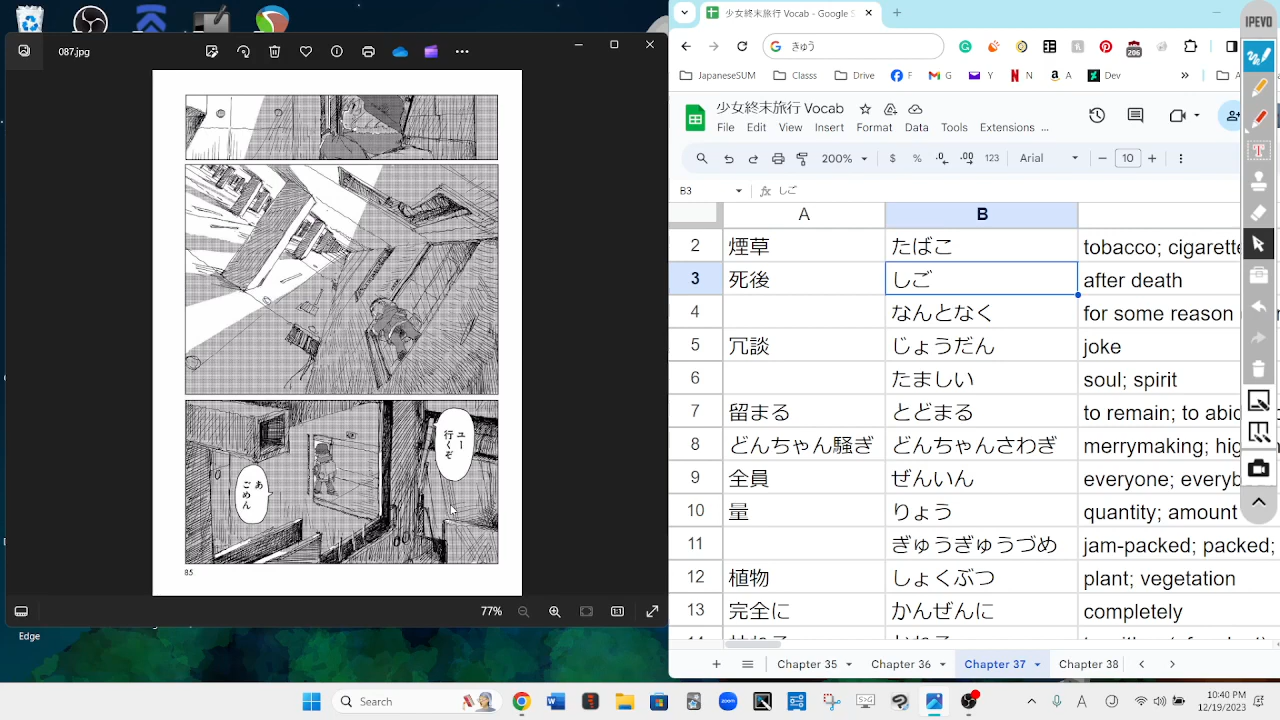 087.jpg
ユー
行くぞ
あ
ごめん
85
77%
Edge
少女終末旅行 Vocab - Google S
きゅう
286
JapaneseSUM
Classs
Drive
F
G
Y
N
A
Dev
A
少女終末旅行 Vocab
File Edit View Insert Format Data Tools Extensions ...
200% $ % .0 .00 123 Arial 10
B3 しご
A B
2 煙草 たばこ tobacco; cigarette
3 死後 しご after death
4 なんとなく for some reason
5 冗談 じょうだん joke
6 たましい soul; spirit
7 留まる とどまる to remain; to abid
8 どんちゃん騒ぎ どんちゃんさわぎ merrymaking; hig
9 全員 ぜんいん everyone; everyb
10 量 りょう quantity; amount
11 ぎゅうぎゅうづめ jam-packed; packed;
12 植物 しょくぶつ plant; vegetation
13 完全に かんぜんに completely
Chapter 35 Chapter 36 Chapter 37 Chapter 38
IPEVO
Search
10:40 PM
12/19/2023